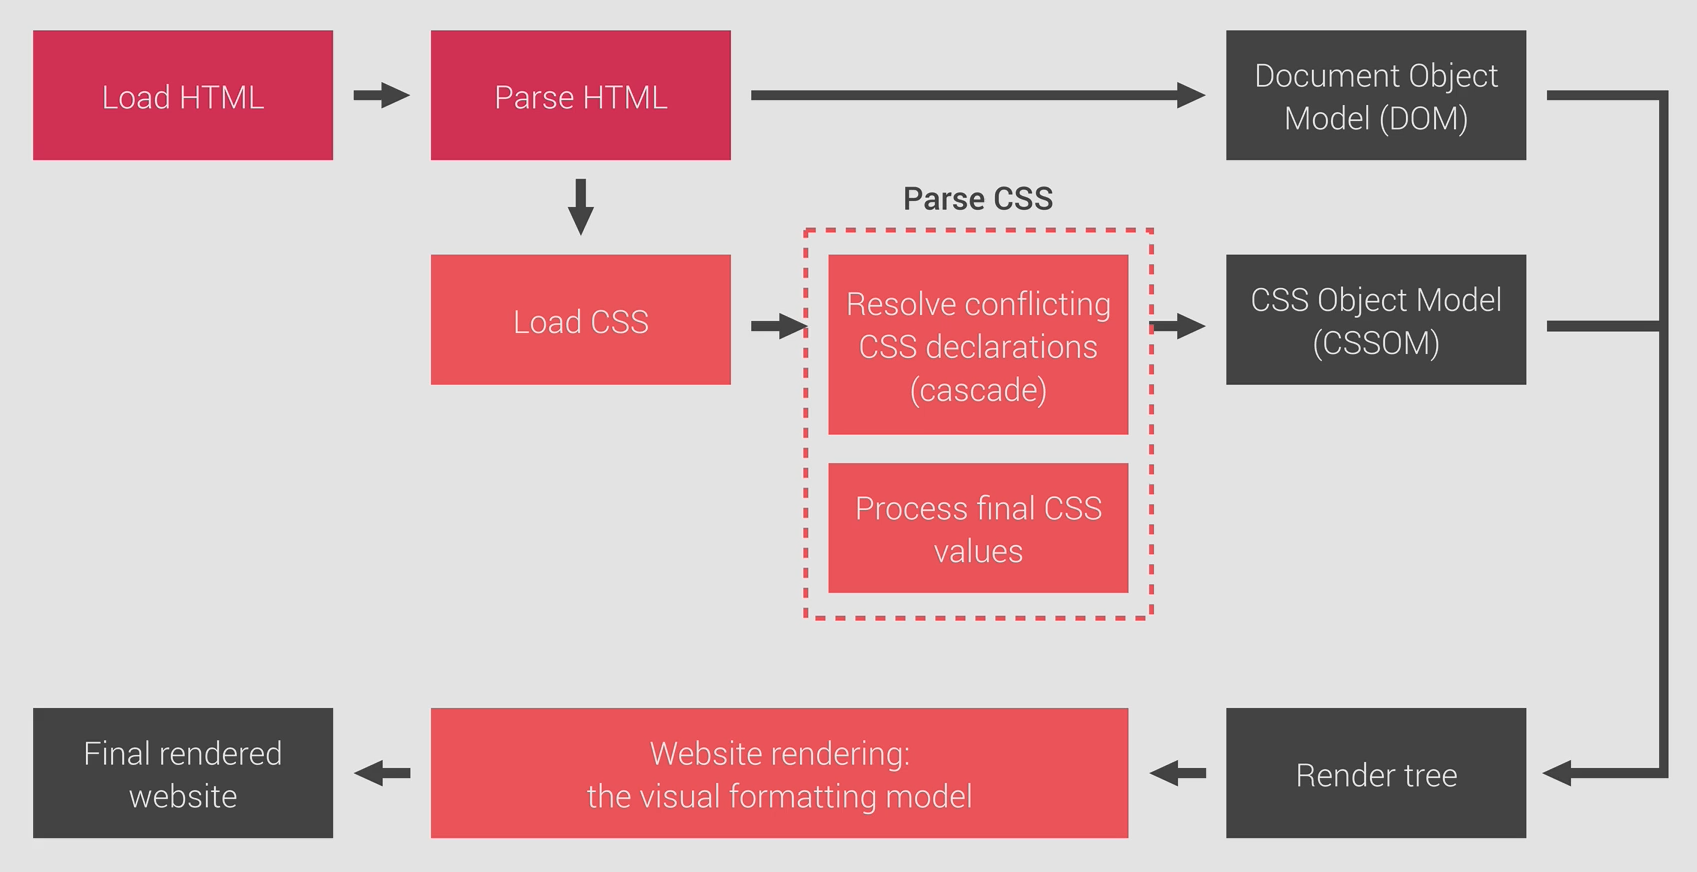 Load HTML
Parse HTML
Document Object
Model (DOM)
Parse CSS
Load CSS
Resolve conflicting
CSS declarations
(cascade)
CSS Object Model
(CSSOM)
Process final CSS
values
Final rendered
website
Website rendering:
the visual formatting model
Render tree